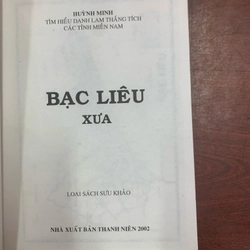 HUỲNH MINH
TÌM HIỂU DANH LAM THẮNG TÍCH
CÁC TỈNH MIỀN NAM
BẠC LIÊU
XƯA
LOẠI SÁCH SƯU KHẢO
NHÀ XUẤT BẢN THANH NIÊN 2002